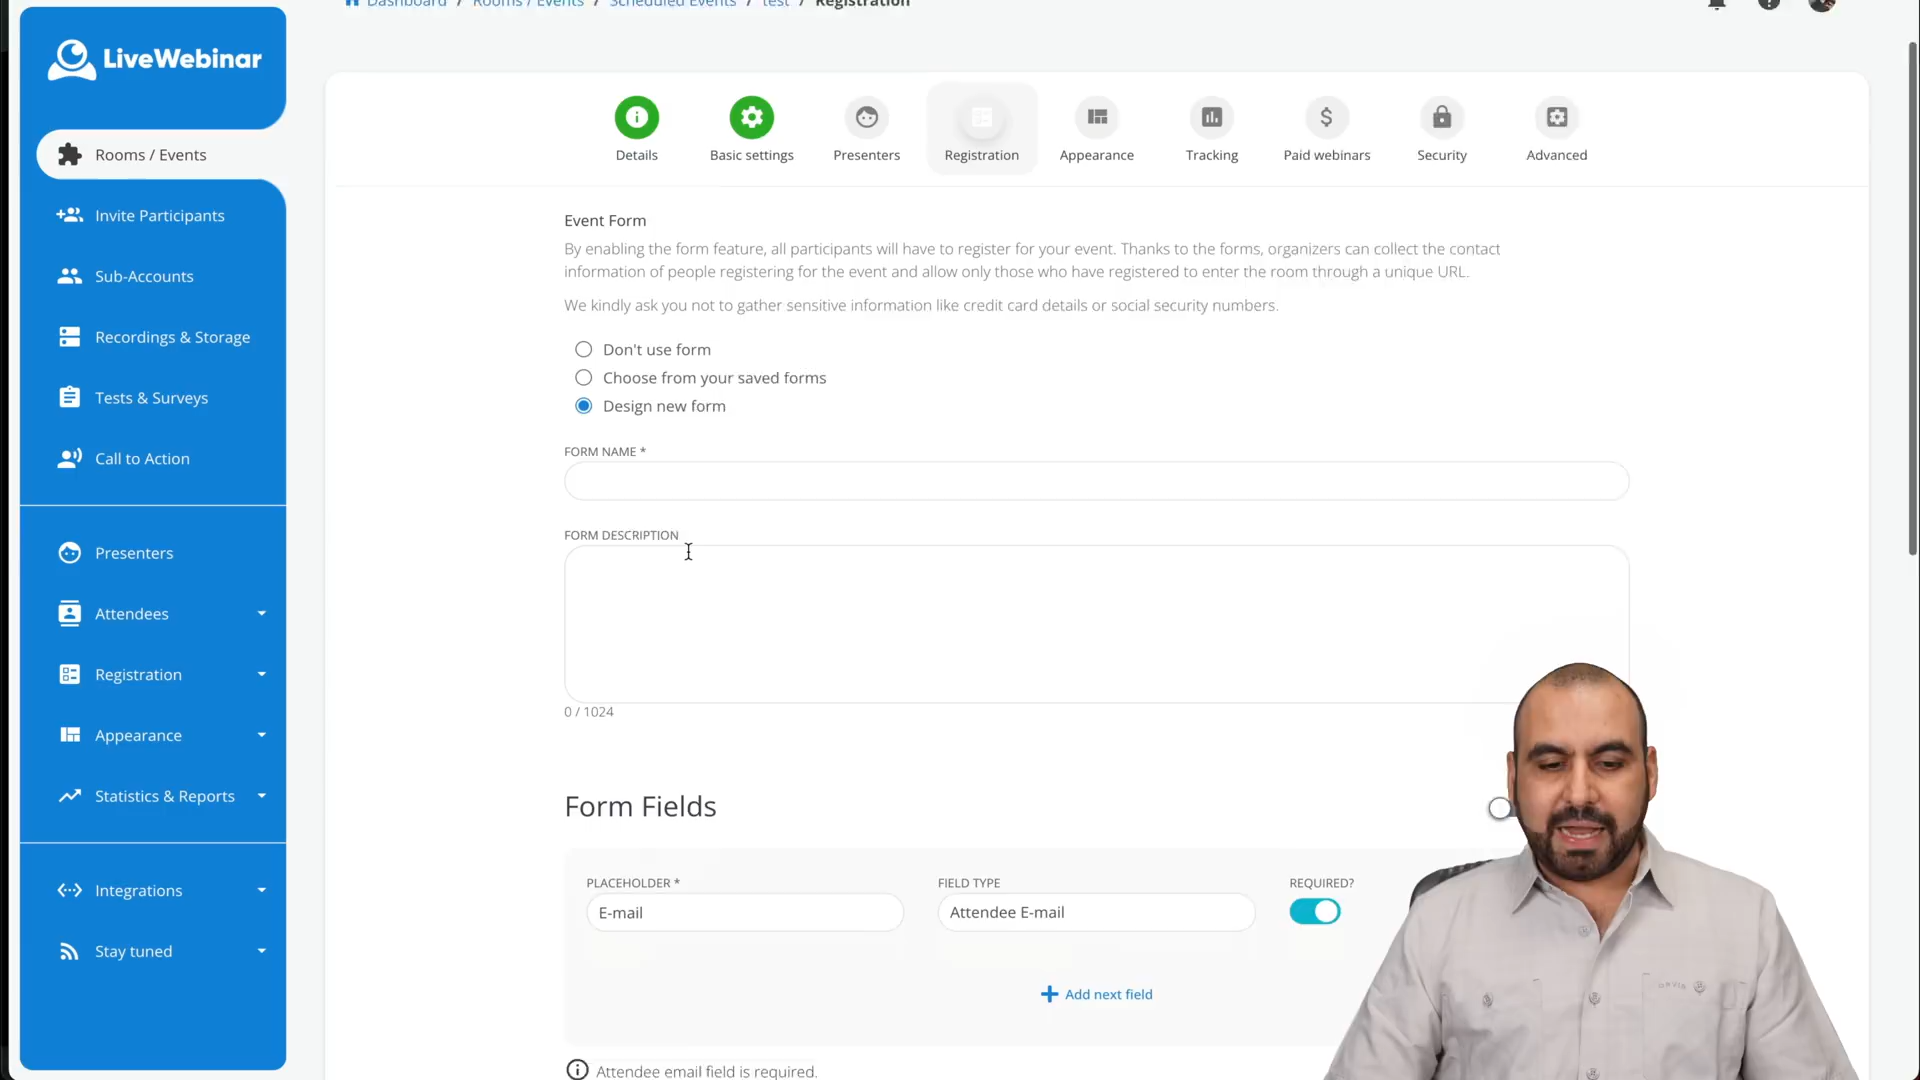 Dashboard / Rooms / Events / Scheduled Events / test / Registration
LiveWebinar
Rooms / Events
Invite Participants
Sub-Accounts
Recordings & Storage
Tests & Surveys
Call to Action
Presenters
Attendees
Registration
Appearance
Statistics & Reports
Integrations
Stay tuned
Details
Basic settings
Presenters
Registration
Appearance
Tracking
Paid webinars
Security
Advanced
Event Form
By enabling the form feature, all participants will have to register for your event. Thanks to the forms, organizers can collect the contact
information of people registering for the event and allow only those who have registered to enter the room through a unique URL.
We kindly ask you not to gather sensitive information like credit card details or social security numbers.
Don't use form
Choose from your saved forms
Design new form
FORM NAME *
FORM DESCRIPTION
0 / 1024
Form Fields
PLACEHOLDER *
FIELD TYPE
REQUIRED?
E-mail
Attendee E-mail
Add next field
Attendee email field is required.
ORVIS